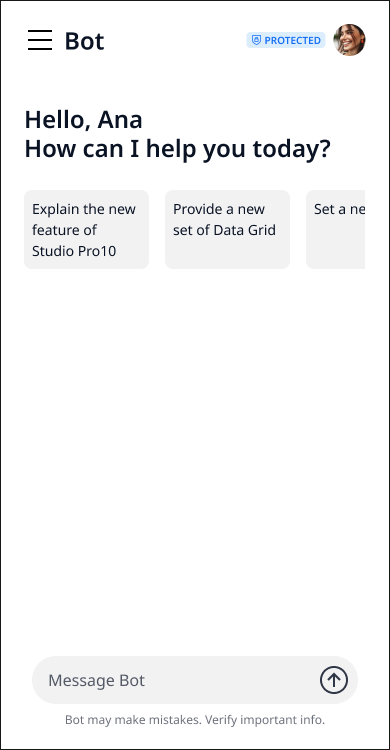 Bot
PROTECTED
Hello, Ana
How can I help you today?
Explain the new
feature of
Studio Pro10
Provide a new
set of Data Grid
Set a ne
Message Bot
Bot may make mistakes. Verify important info.